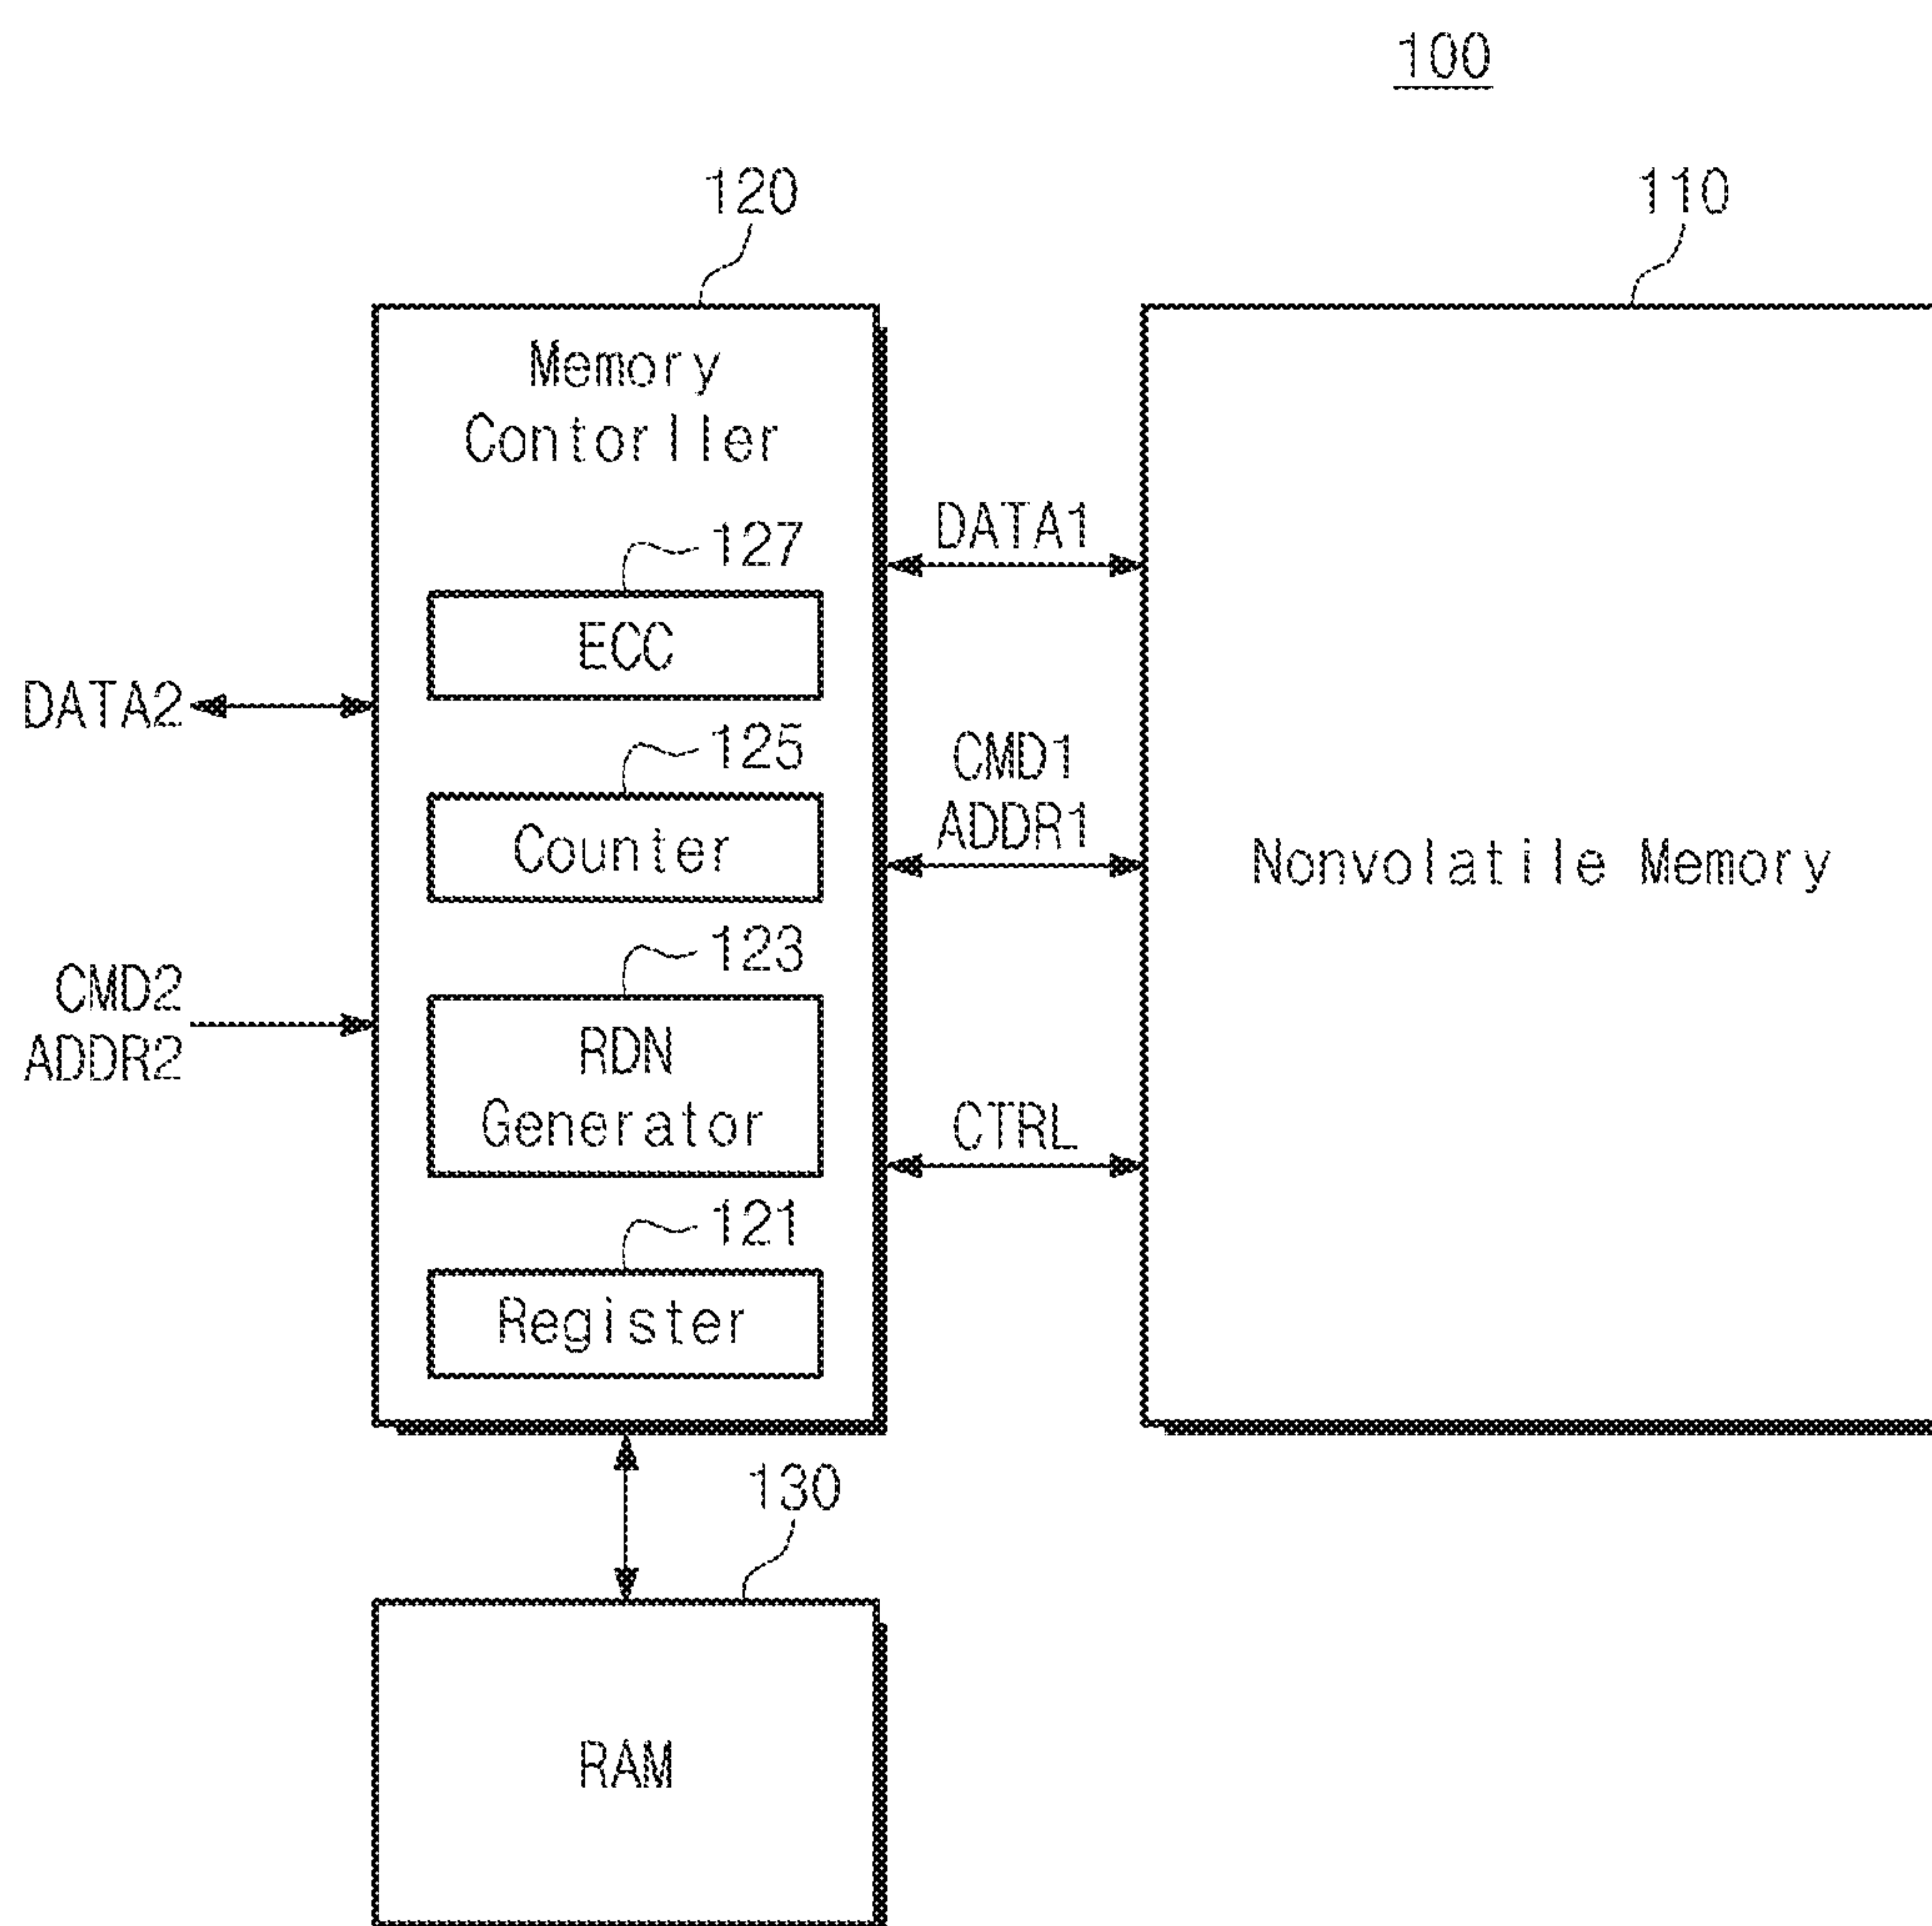 100
120
110
Memory
Contorller
127
DATA1
ECC
DATA2
125
CMD1
ADDR1
Counter
Nonvolatile Memory
123
CMD2
ADDR2
RDN
Generator
CTRL
121
Register
130
RAM